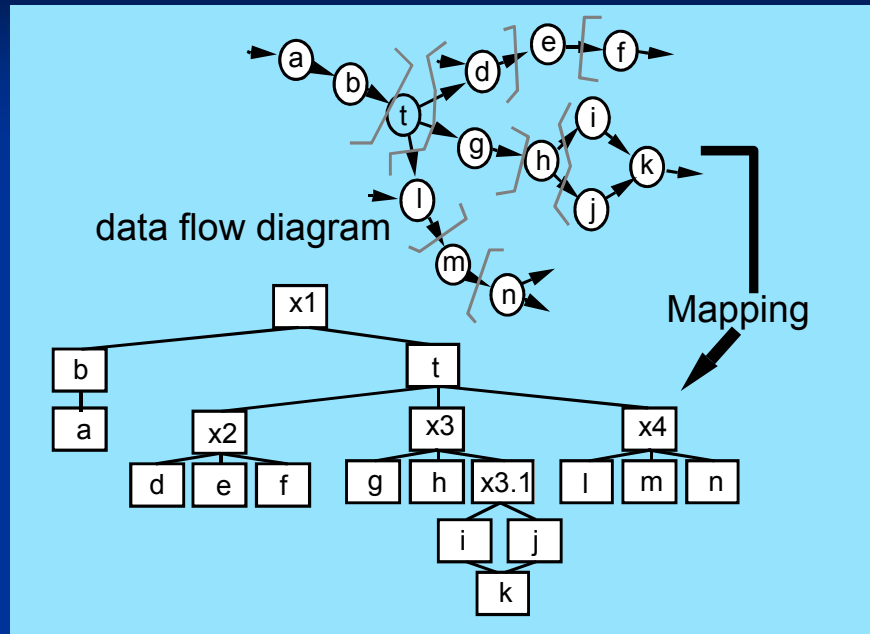 a
b
t
d
e
f
g
h
i
j
k
l
m
n
data flow diagram
Mapping
x1
b t
a x2 x3 x4
d e f g h x3.1 l m n
i j
k